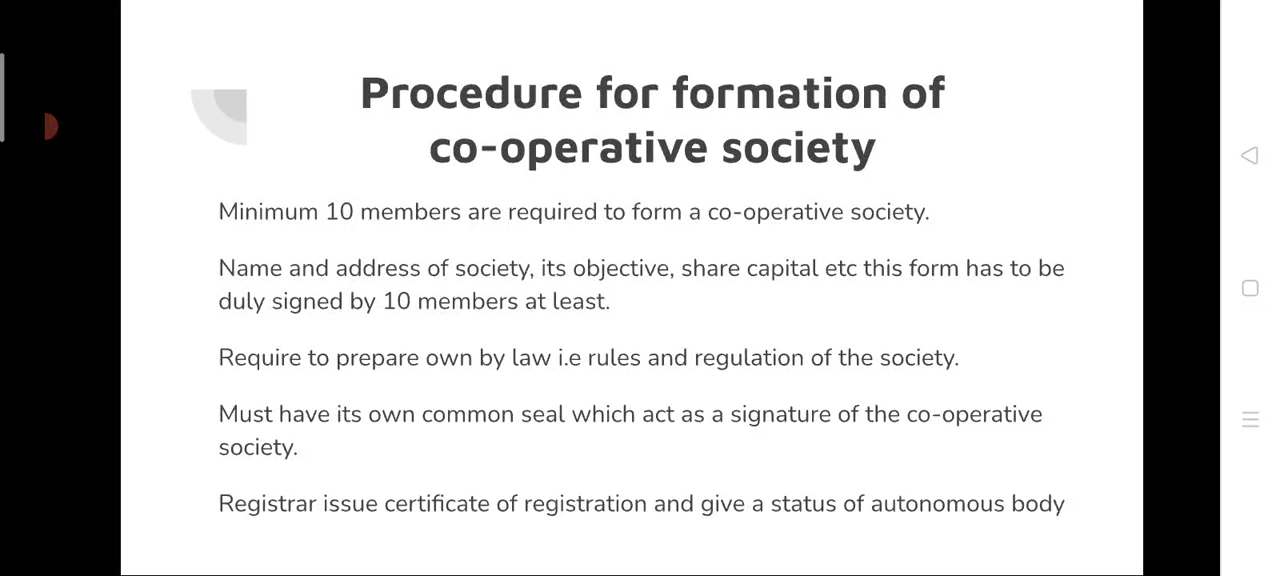 Procedure for formation of
co-operative society
Minimum 10 members are required to form a co-operative society.
Name and address of society, its objective, share capital etc this form has to be
duly signed by 10 members at least.
Require to prepare own by law i.e rules and regulation of the society.
Must have its own common seal which act as a signature of the co-operative
society.
Registrar issue certificate of registration and give a status of autonomous body